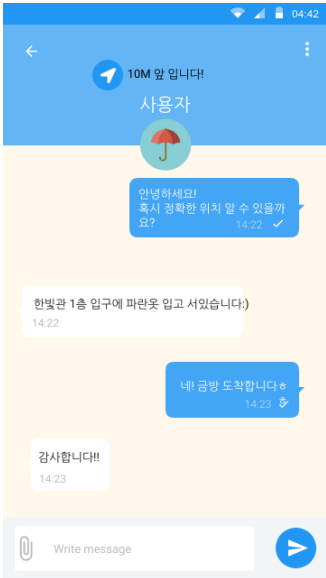 04:42
10M 앞 입니다!
사용자
안녕하세요!
혹시 정확한 위치 알 수 있을까
요?
14:22
한빛관 1층 입구에 파란옷 입고 서있습니다:)
14:22
네! 금방 도착합니다ㅎ
ㅎ
14:23
감사합니다!!
14:23
Write message